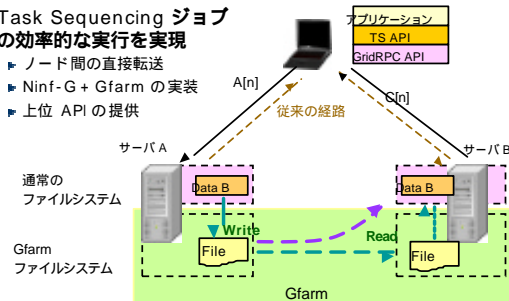 Task Sequencing ジョブ
の効率的な実行を実現
ノード間の直接転送
Ninf-G + Gfarm の実装
上位 API の提供
アプリケーション
TS API
GridRPC API
A[n]
C[n]
従来の経路
サーバ A
サーバ B
通常の
ファイルシステム
Data B
Data B
Write
Read
File
File
Gfarm
ファイルシステム
Gfarm